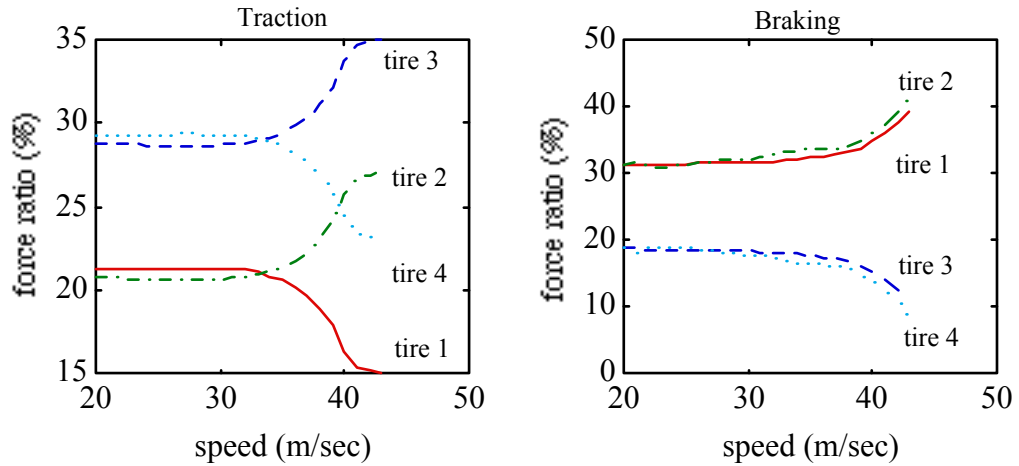 Traction
35
30
25
20
15
20
30
40
50
force ratio (%)
speed (m/sec)
tire 3
tire 2
tire 4
tire 1
Braking
50
40
30
20
10
0
20
30
40
50
force ratio (%)
speed (m/sec)
tire 2
tire 1
tire 3
tire 4